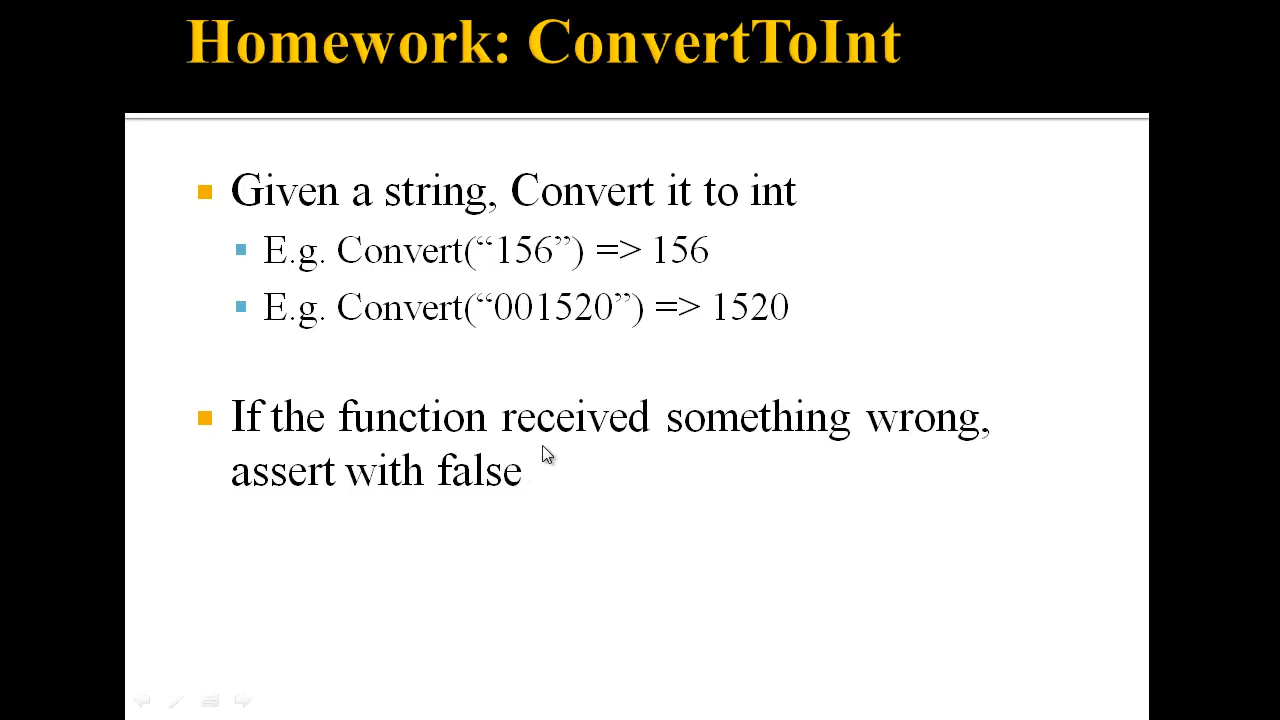 Homework: ConvertToInt
Given a string, Convert it to int
E.g. Convert(“156”) => 156
E.g. Convert(“001520”) => 1520
If the function received something wrong,
assert with false